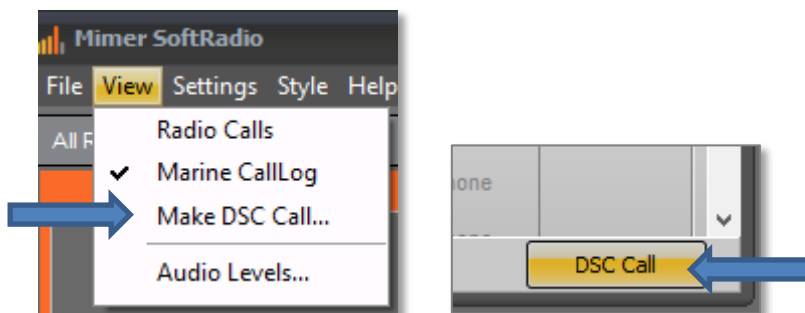 Mimer SoftRadio
File View Settings Style Help
All
Radio Calls
Marine CallLog
Make DSC Call...
Audio Levels...
DSC Call